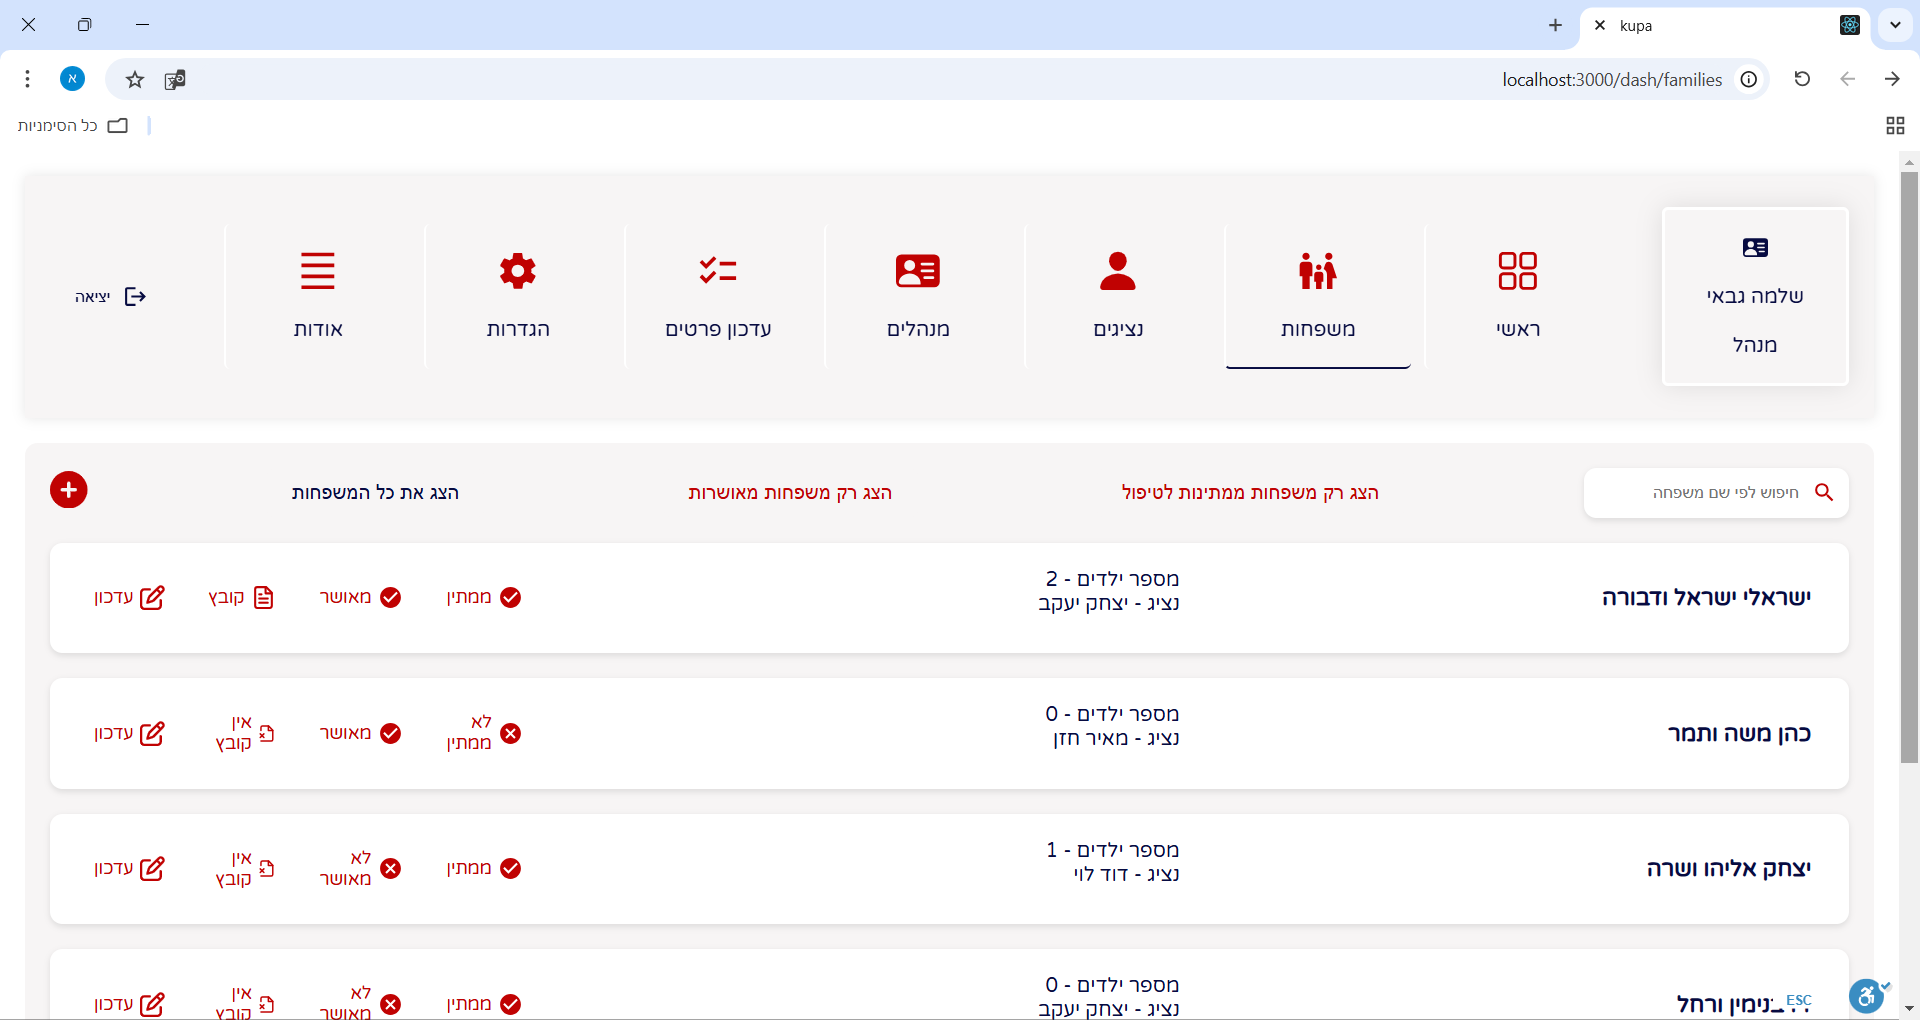 kupa
localhost:3000/dash/families
א
כל הסימניות
שלמה גבאי
מנהל
ראשי
משפחות
נציגים
מנהלים
עדכון פרטים
הגדרות
אודות
יציאה
חיפוש לפי שם משפחה
הצג רק משפחות ממתינות לטיפול
הצג רק משפחות מאושרות
הצג את כל המשפחות
ישראלי ישראל ודבורה
מספר ילדים - 2
נציג - יצחק יעקב
ממתין
מאושר
קובץ
עדכון
כהן משה ותמר
מספר ילדים - 0
נציג - מאיר חזן
לא
ממתין
מאושר
אין
קובץ
עדכון
יצחק אליהו ושרה
מספר ילדים - 1
נציג - דוד לוי
ממתין
לא
מאושר
אין
קובץ
עדכון
ורחל
מספר ילדים - 0
נציג - יצחק יעקב
ממתין
לא
מאושר
אין
קובץ
עדכון
ESC